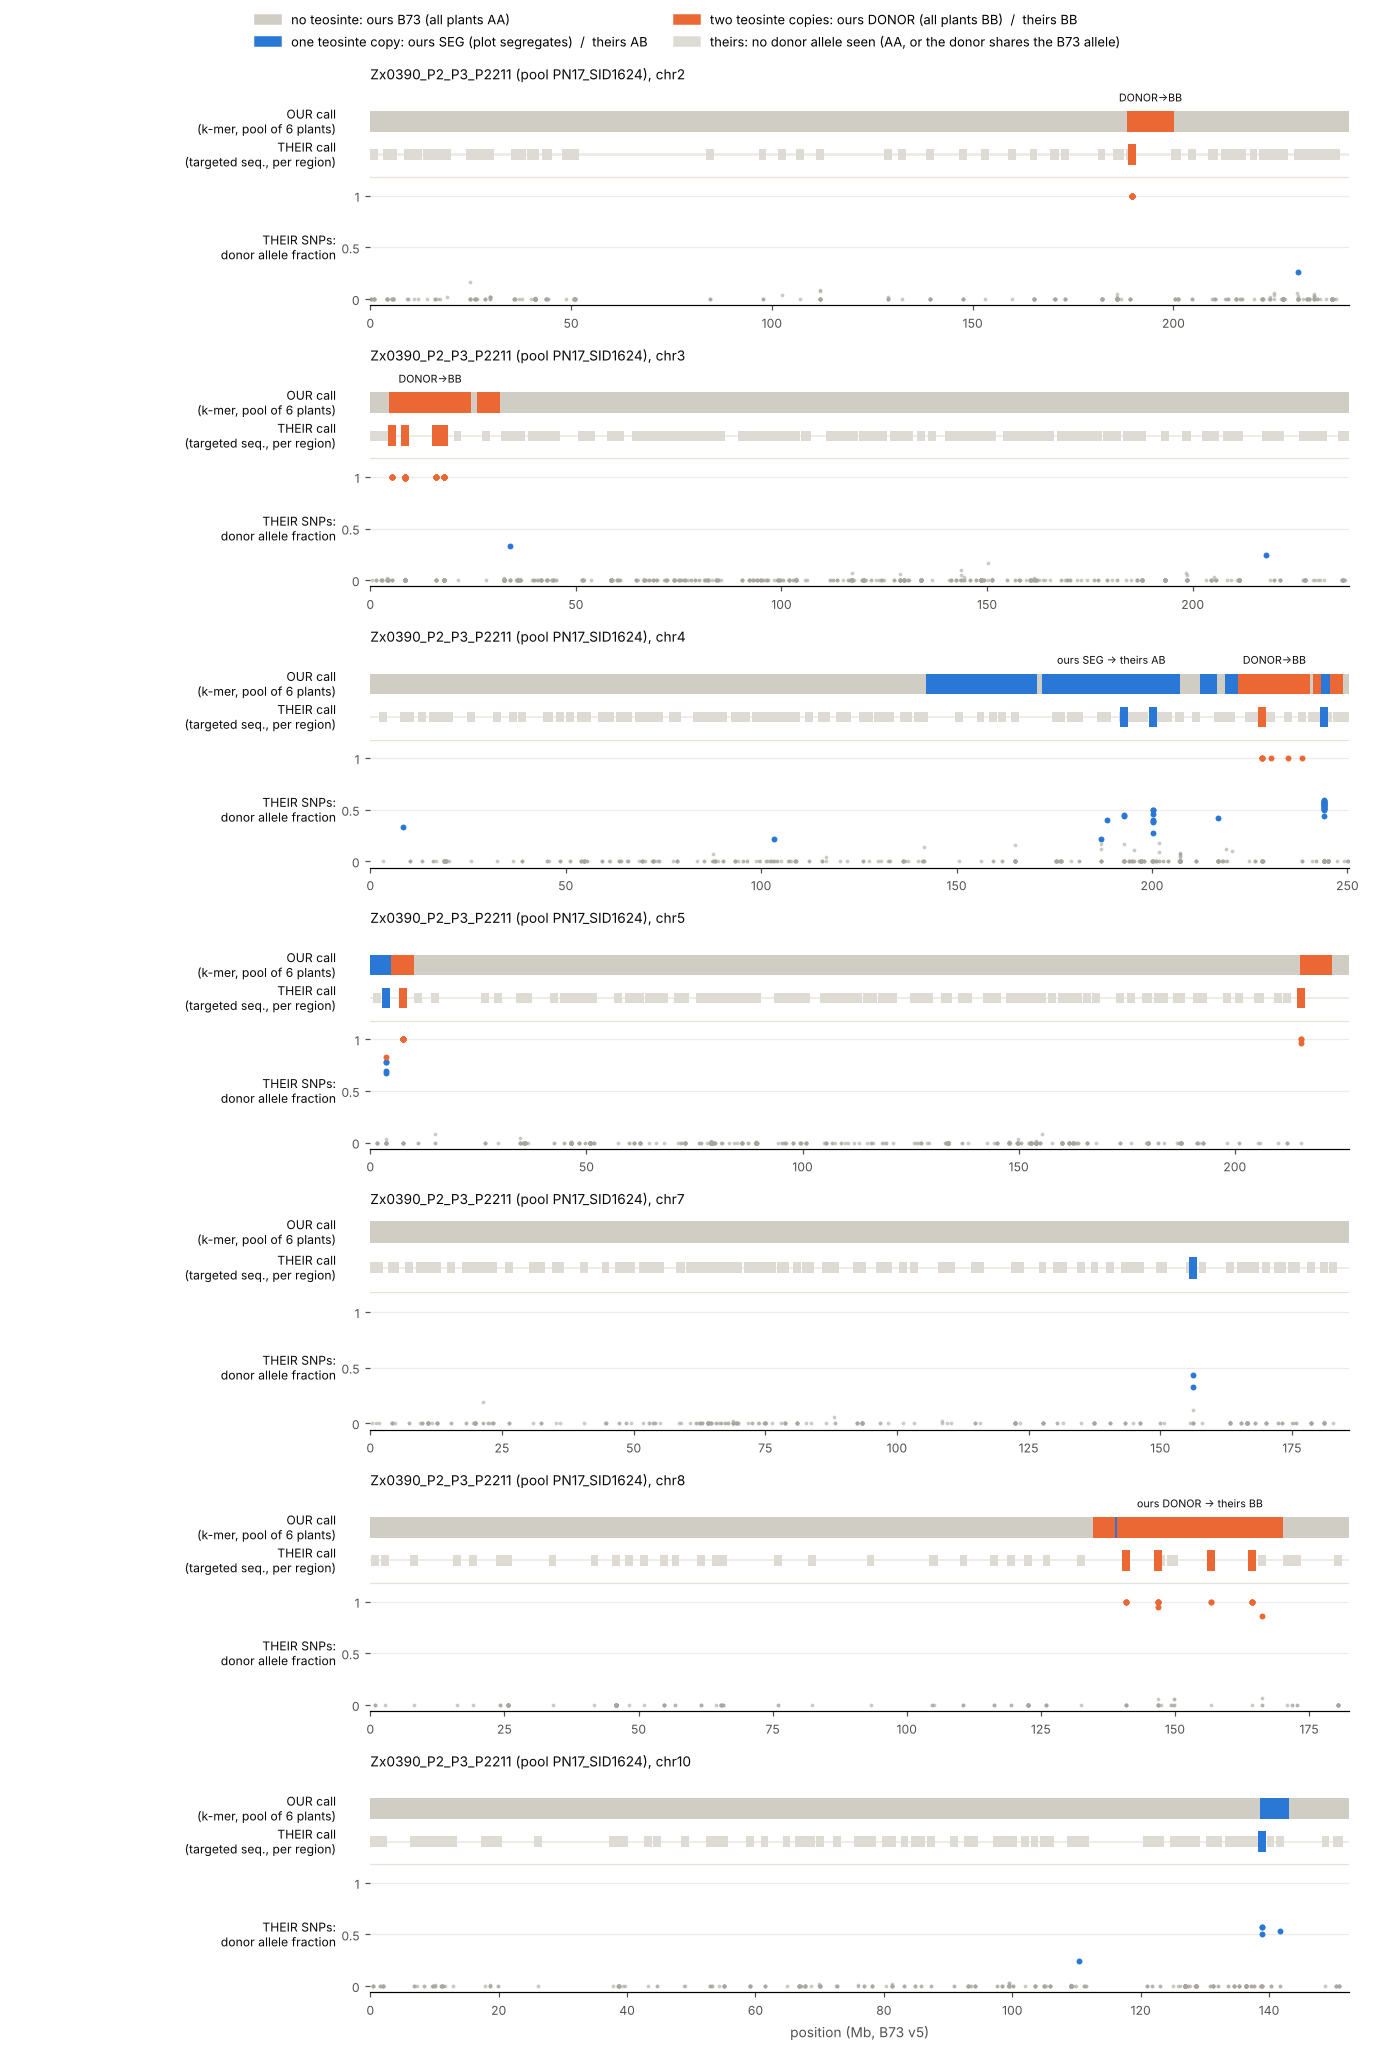 no teosinte: ours B73 (all plants AA)
two teosinte copies: ours DONOR (all plants BB)  /  theirs BB
one teosinte copy: ours SEG (plot segregates)  /  theirs AB
theirs: no donor allele seen (AA, or the donor shares the B73 allele)
Zx0390_P2_P3_P2211 (pool PN17_SID1624), chr2
DONOR→BB
OUR call
(k-mer, pool of 6 plants)
THEIR call
(targeted seq., per region)
1
THEIR SNPs:
donor allele fraction
0.5
0
0 50 100 150 200
Zx0390_P2_P3_P2211 (pool PN17_SID1624), chr3
DONOR→BB
OUR call
(k-mer, pool of 6 plants)
THEIR call
(targeted seq., per region)
1
THEIR SNPs:
donor allele fraction
0.5
0
0 50 100 150 200
Zx0390_P2_P3_P2211 (pool PN17_SID1624), chr4
ours SEG → theirs AB DONOR→BB
OUR call
(k-mer, pool of 6 plants)
THEIR call
(targeted seq., per region)
1
THEIR SNPs:
donor allele fraction
0.5
0
0 50 100 150 200 250
Zx0390_P2_P3_P2211 (pool PN17_SID1624), chr5
OUR call
(k-mer, pool of 6 plants)
THEIR call
(targeted seq., per region)
1
THEIR SNPs:
donor allele fraction
0.5
0
0 50 100 150 200
Zx0390_P2_P3_P2211 (pool PN17_SID1624), chr7
OUR call
(k-mer, pool of 6 plants)
THEIR call
(targeted seq., per region)
1
THEIR SNPs:
donor allele fraction
0.5
0
0 25 50 75 100 125 150 175
Zx0390_P2_P3_P2211 (pool PN17_SID1624), chr8
ours DONOR → theirs BB
OUR call
(k-mer, pool of 6 plants)
THEIR call
(targeted seq., per region)
1
THEIR SNPs:
donor allele fraction
0.5
0
0 25 50 75 100 125 150 175
Zx0390_P2_P3_P2211 (pool PN17_SID1624), chr10
OUR call
(k-mer, pool of 6 plants)
THEIR call
(targeted seq., per region)
1
THEIR SNPs:
donor allele fraction
0.5
0
0 20 40 60 80 100 120 140
position (Mb, B73 v5)